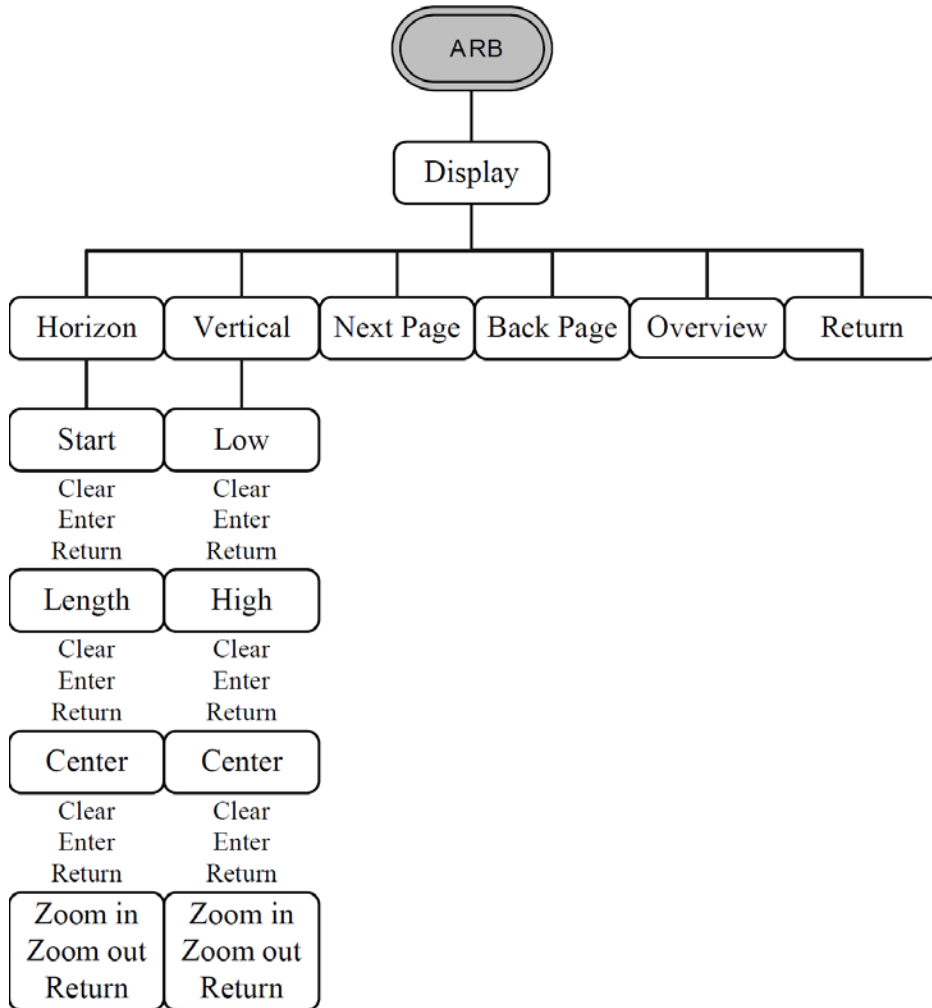 ARB
Display
Horizon
Vertical
Next Page
Back Page
Overview
Return
Start
Low
Clear
Enter
Return
Clear
Enter
Return
Length
High
Clear
Enter
Return
Clear
Enter
Return
Center
Center
Clear
Enter
Return
Clear
Enter
Return
Zoom in
Zoom out
Return
Zoom in
Zoom out
Return